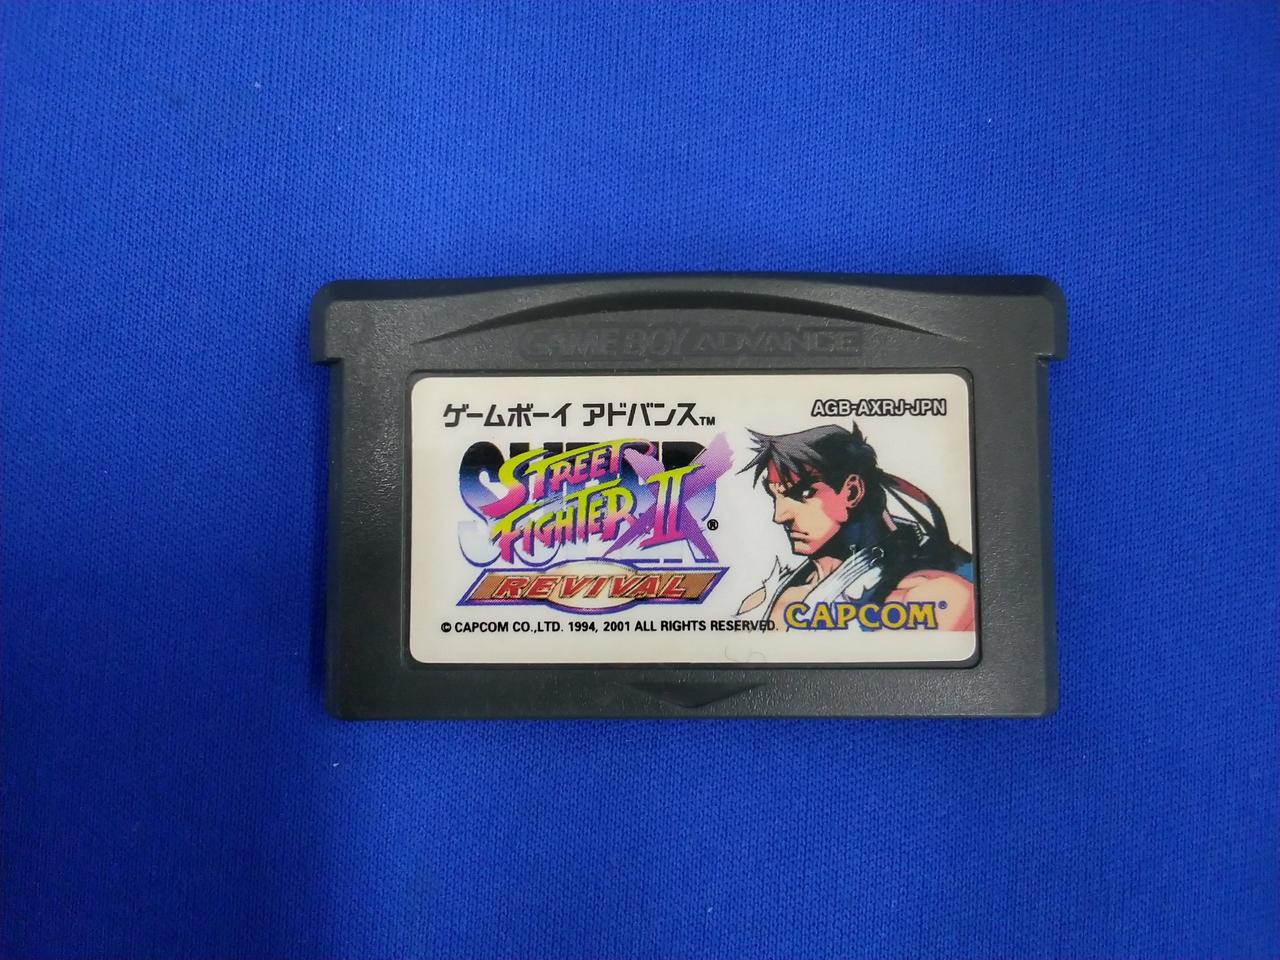 GAME BOY ADVANCE
ゲームボーイ アドバンス™
AGB-AXRJ-JPN
SUPER
STREET
FIGHTER II X®
REVIVAL
© CAPCOM CO.,LTD. 1994, 2001 ALL RIGHTS RESERVED.
CAPCOM®